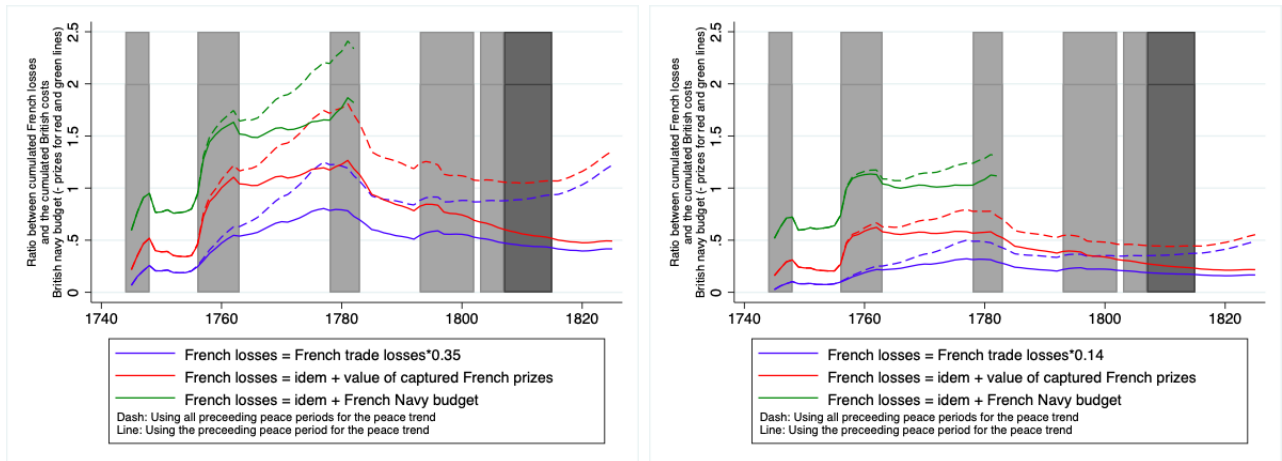 Ratio between cumulated French losses
and the cumulated British costs
British navy budget (- prizes for red and green lines)
2.5
2
1.5
1
.5
0
1740 1760 1780 1800 1820
French losses = French trade losses*0.35
French losses = idem + value of captured French prizes
French losses = idem + French Navy budget
Dash: Using all preceeding peace periods for the peace trend
Line: Using the preceeding peace period for the peace trend
Ratio between cumulated French losses
and the cumulated British costs
British navy budget (- prizes for red and green lines)
2.5
2
1.5
1
.5
0
1740 1760 1780 1800 1820
French losses = French trade losses*0.14
French losses = idem + value of captured French prizes
French losses = idem + French Navy budget
Dash: Using all preceeding peace periods for the peace trend
Line: Using the preceeding peace period for the peace trend